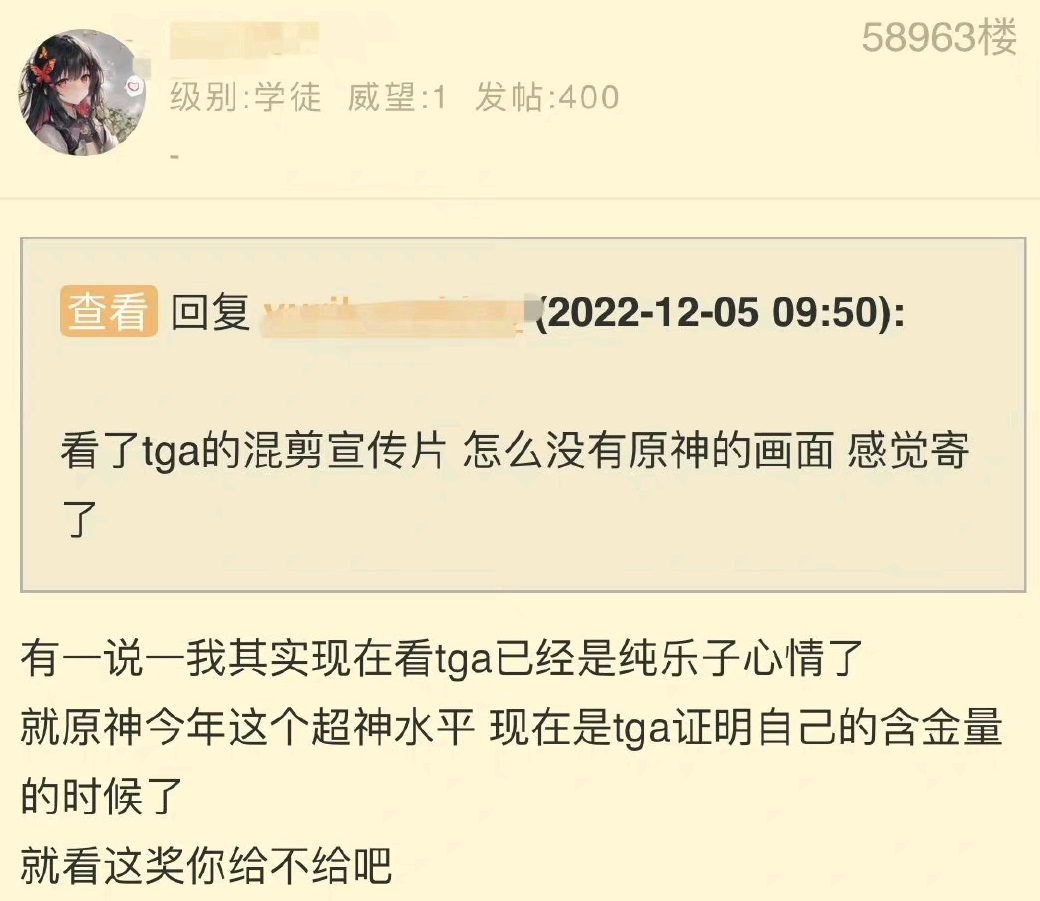 58963楼
级别:学徒 威望:1 发帖:400
-
查看 回复 (2022-12-05 09:50):
看了tga的混剪宣传片 怎么没有原神的画面 感觉寄
了
有一说一我其实现在看tga已经是纯乐子心情了
就原神今年这个超神水平 现在是tga证明自己的含金量
的时候了
就看这奖你给不给吧